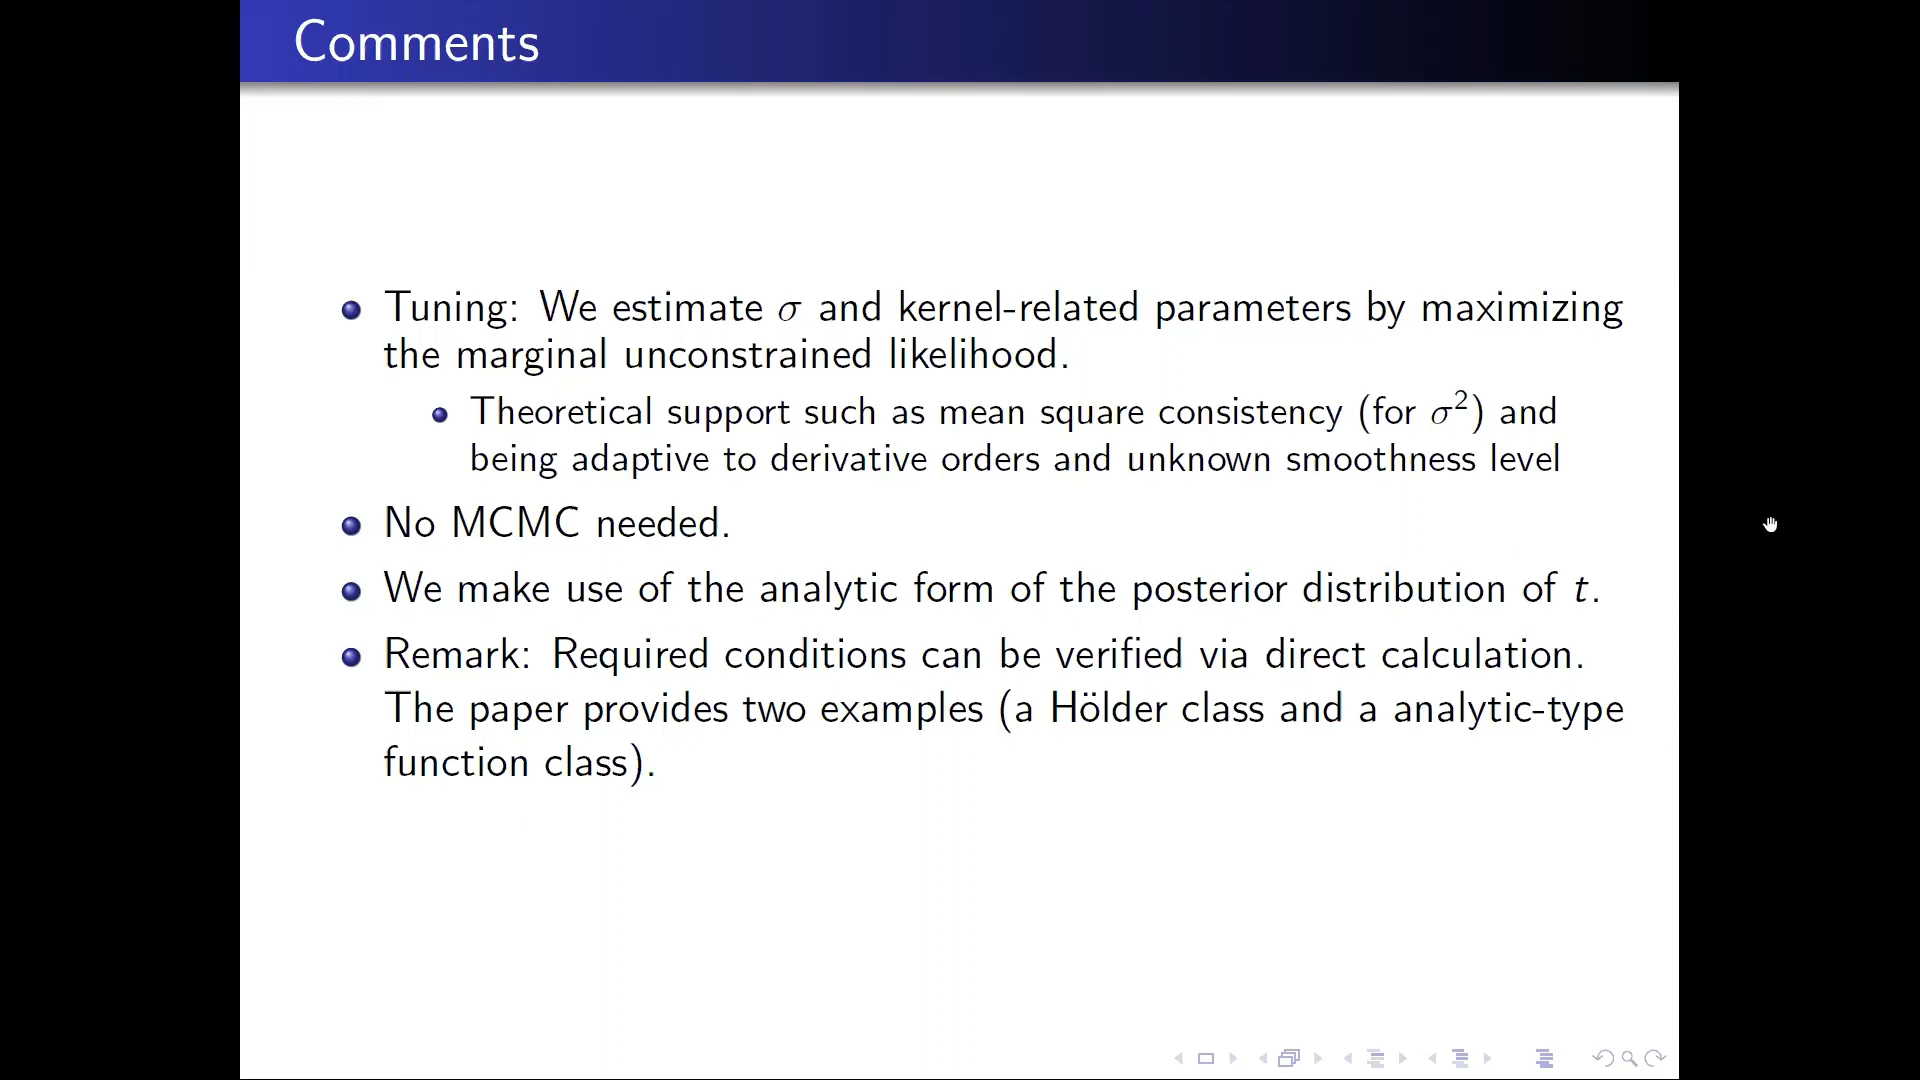 Comments
Tuning: We estimate σ and kernel-related parameters by maximizing
the marginal unconstrained likelihood.
Theoretical support such as mean square consistency (for σ²) and
being adaptive to derivative orders and unknown smoothness level
No MCMC needed.
We make use of the analytic form of the posterior distribution of t.
Remark: Required conditions can be verified via direct calculation.
The paper provides two examples (a Hölder class and a analytic-type
function class).